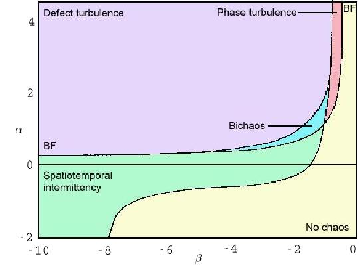 4
Defect turbulence
Phase turbulence
BF
2
α
Bichaos
BF
0
Spatiotemporal
intermittency
No chaos
-2
-10
-8
-6
-4
-2
0
β